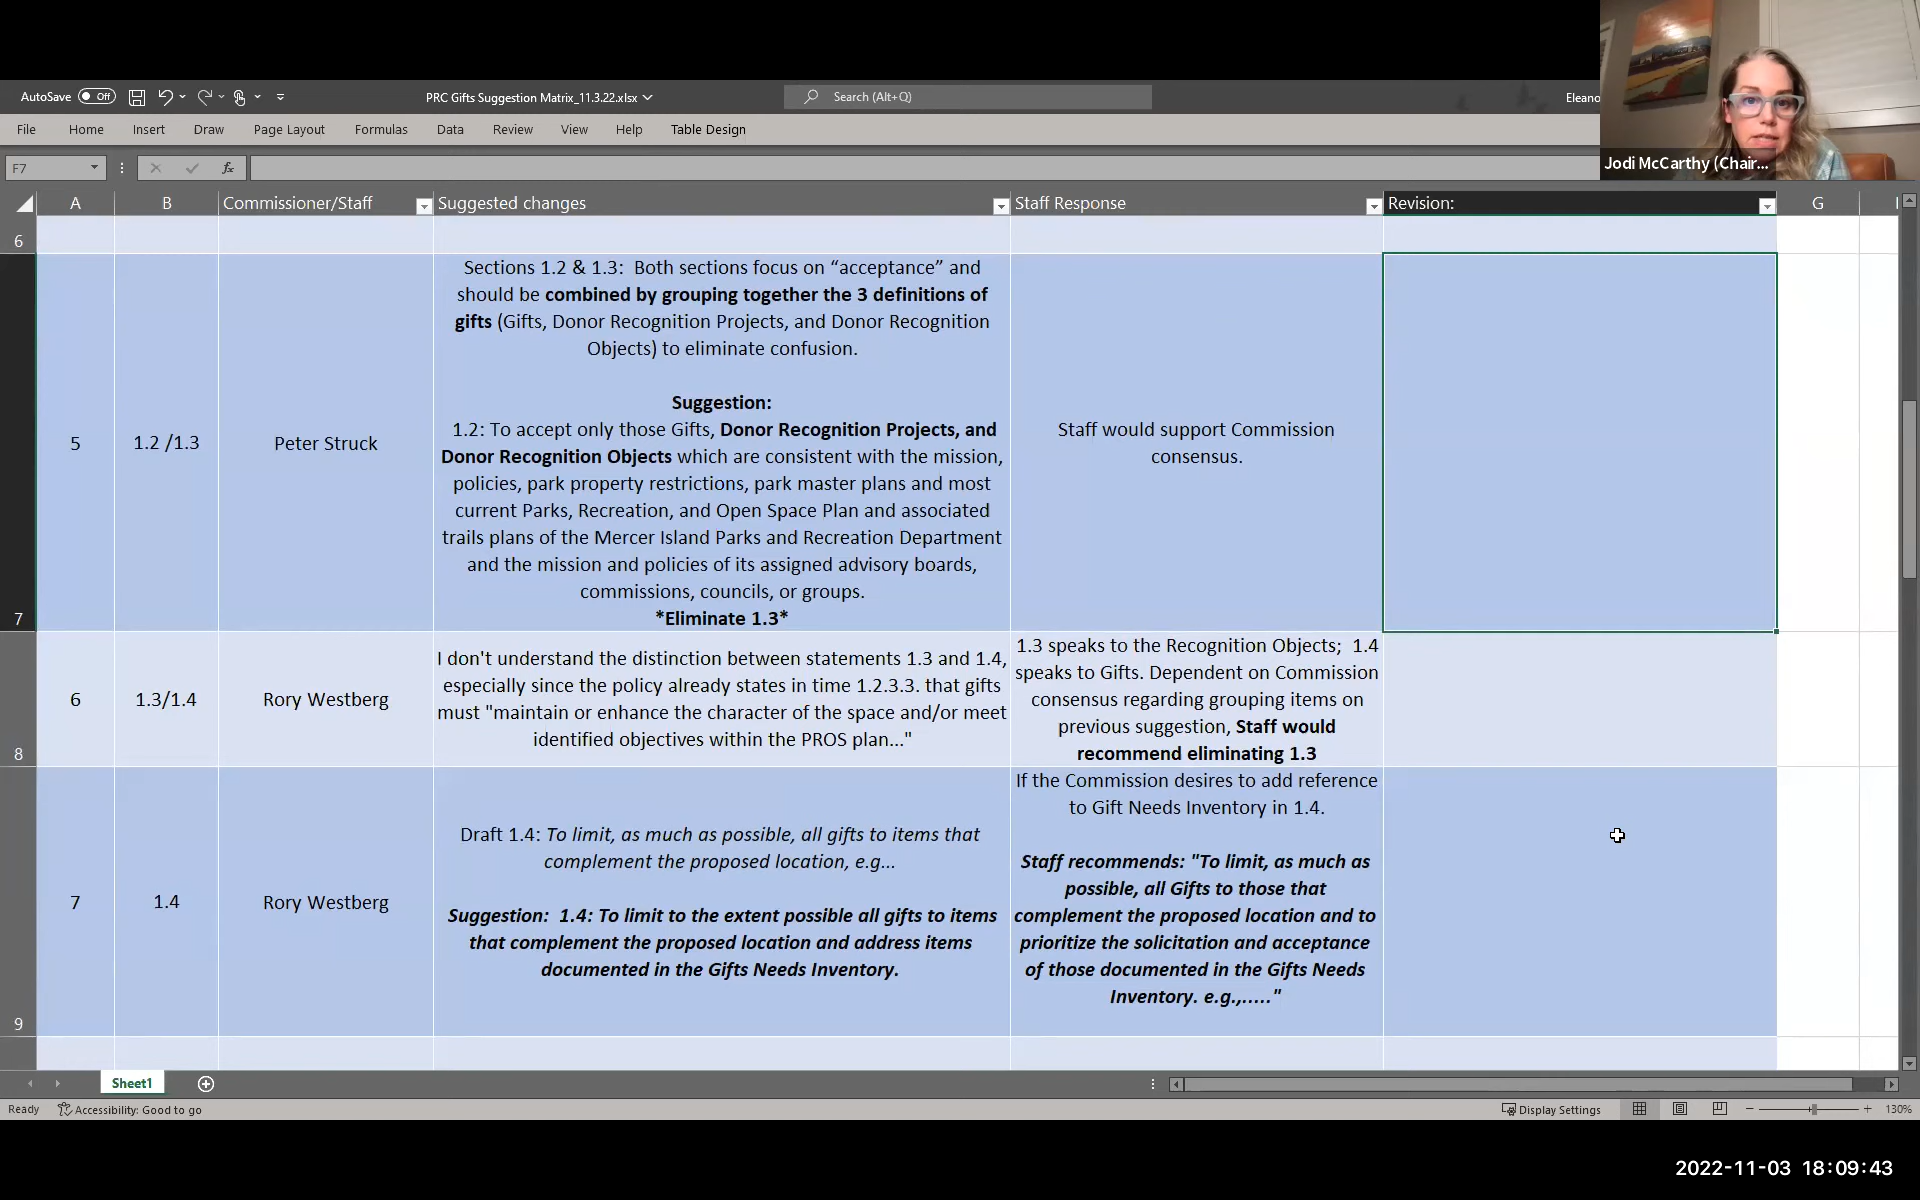 AutoSave Off
PRC Gifts Suggestion Matrix_11.3.22.xlsx
Search (Alt+Q)
Eleano
File Home Insert Draw Page Layout Formulas Data Review View Help Table Design
Jodi McCarthy (Chair...
F7
fx
A B Commissioner/Staff Suggested changes Staff Response Revision: G
6
Sections 1.2 & 1.3: Both sections focus on “acceptance” and
should be combined by grouping together the 3 definitions of
gifts (Gifts, Donor Recognition Projects, and Donor Recognition
Objects) to eliminate confusion.
Suggestion:
1.2: To accept only those Gifts, Donor Recognition Projects, and
Donor Recognition Objects which are consistent with the mission,
policies, park property restrictions, park master plans and most
current Parks, Recreation, and Open Space Plan and associated
trails plans of the Mercer Island Parks and Recreation Department
and the mission and policies of its assigned advisory boards,
commissions, councils, or groups.
*Eliminate 1.3*
5
1.2 /1.3
Peter Struck
Staff would support Commission
consensus.
7
6
1.3/1.4
Rory Westberg
I don't understand the distinction between statements 1.3 and 1.4,
especially since the policy already states in time 1.2.3.3. that gifts
must "maintain or enhance the character of the space and/or meet
identified objectives within the PROS plan..."
1.3 speaks to the Recognition Objects; 1.4
speaks to Gifts. Dependent on Commission
consensus regarding grouping items on
previous suggestion, Staff would
recommend eliminating 1.3
8
7
1.4
Rory Westberg
Draft 1.4: To limit, as much as possible, all gifts to items that
complement the proposed location, e.g...
Suggestion: 1.4: To limit to the extent possible all gifts to items
that complement the proposed location and address items
documented in the Gifts Needs Inventory.
If the Commission desires to add reference
to Gift Needs Inventory in 1.4.
Staff recommends: "To limit, as much as
possible, all Gifts to those that
complement the proposed location and to
prioritize the solicitation and acceptance
of those documented in the Gifts Needs
Inventory. e.g.,....."
9
Sheet1
Ready Accessibility: Good to go
Display Settings
130%
2022-11-03 18:09:43